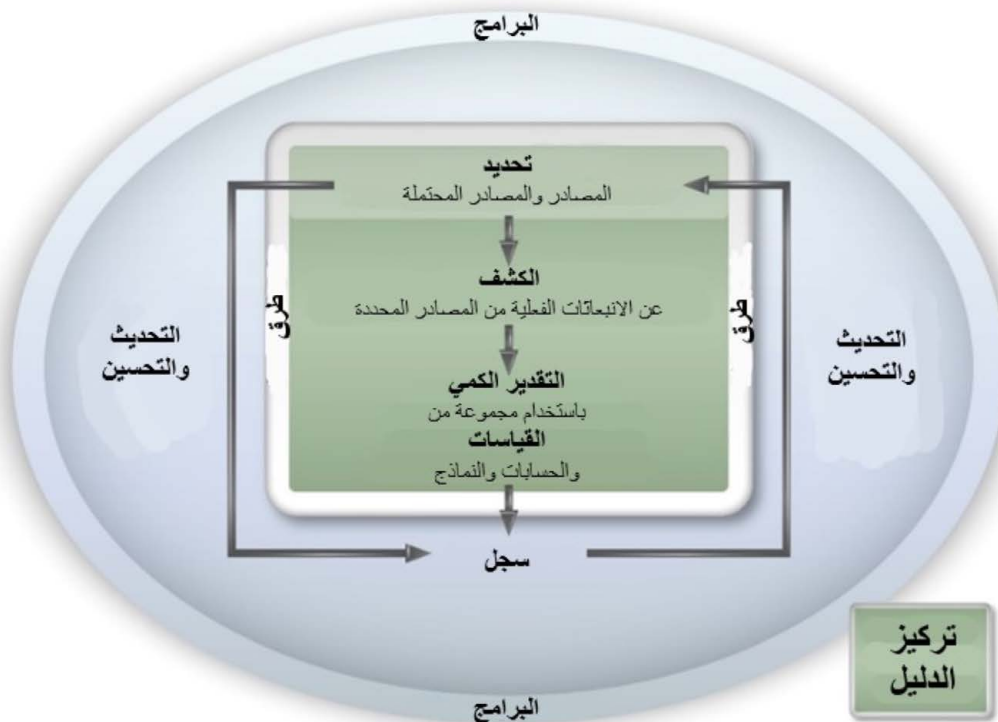 البرامج
تحديد
المصادر والمصادر المحتملة
الكشف
عن الانبعاثات الفعلية من المصادر المحددة
طرق
طرق
التحديث
والتحسين
التحديث
والتحسين
التقدير الكمي
باستخدام مجموعة من
القياسات
والحسابات والنماذج
سجل
تركيز
الدليل
البرامج